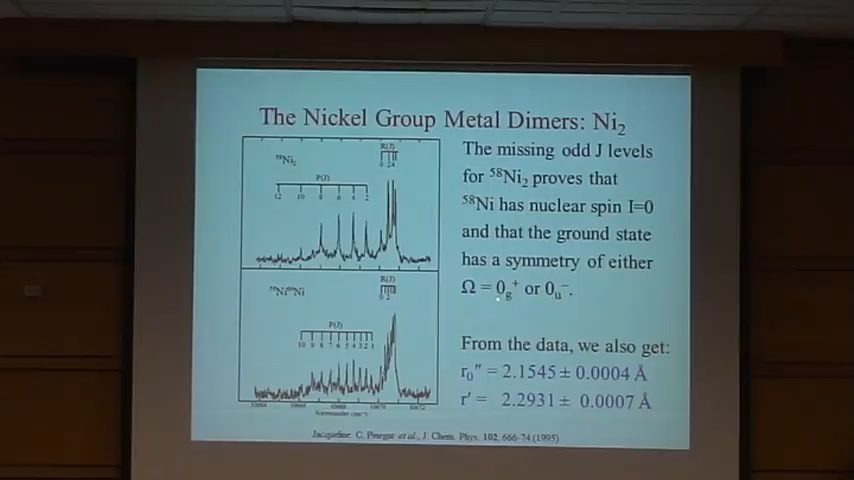 The Nickel Group Metal Dimers: Ni₂
⁵⁸Ni₂
R(J)
0 2 4
P(J)
12 10 8 6 4 2
The missing odd J levels
for ⁵⁸Ni₂ proves that
⁵⁸Ni has nuclear spin I=0
and that the ground state
has a symmetry of either
Ω = 0g⁺ or 0u⁻.
R(J)
0 2
P(J)
10 9 8 7 6 5 4 3 2 1
From the data, we also get:
r₀″ = 2.1545 ± 0.0004 Å
r′ = 2.2931 ± 0.0007 Å
Wavenumber (cm⁻¹)
Jacqueline C. Pinegar et al., J. Chem. Phys. 102, 666-74 (1995)